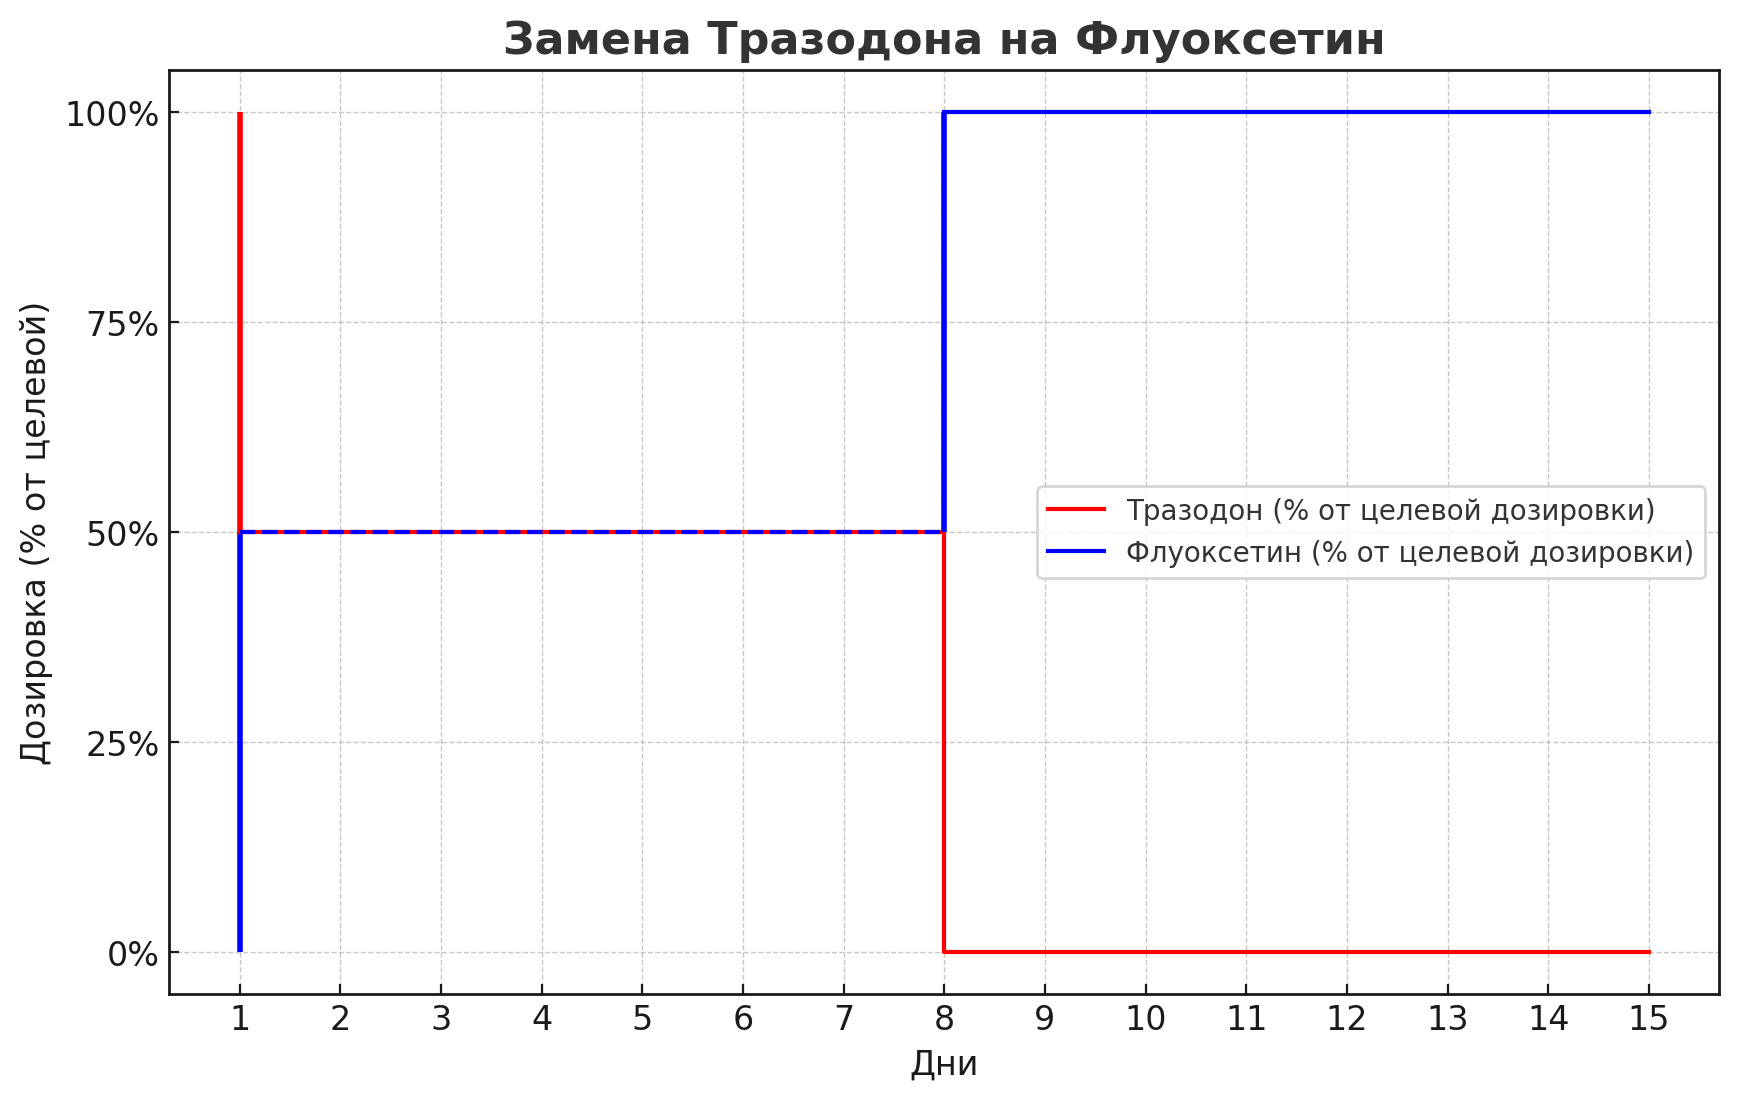 Замена Тразодона на Флуоксетин
Дозировка (% от целевой)
100%
75%
50%
25%
0%
Тразодон (% от целевой дозировки)
Флуоксетин (% от целевой дозировки)
1 2 3 4 5 6 7 8 9 10 11 12 13 14 15
Дни